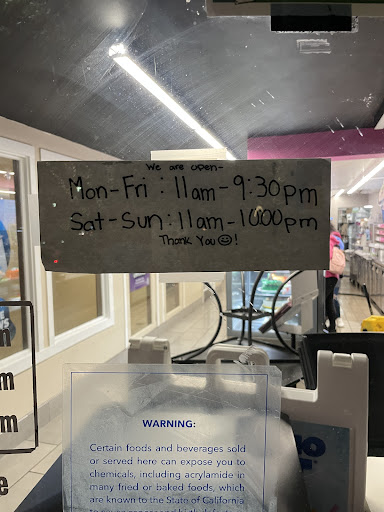 We are open-
Mon-Fri : 11am-9:30pm
Sat-Sun: 11am-10:00pm
Thank You☺!
m
m
e
WARNING:
Certain foods and beverages sold
or served here can expose you to
chemicals, including acrylamide in
many fried or baked foods, which
are known to the State of California